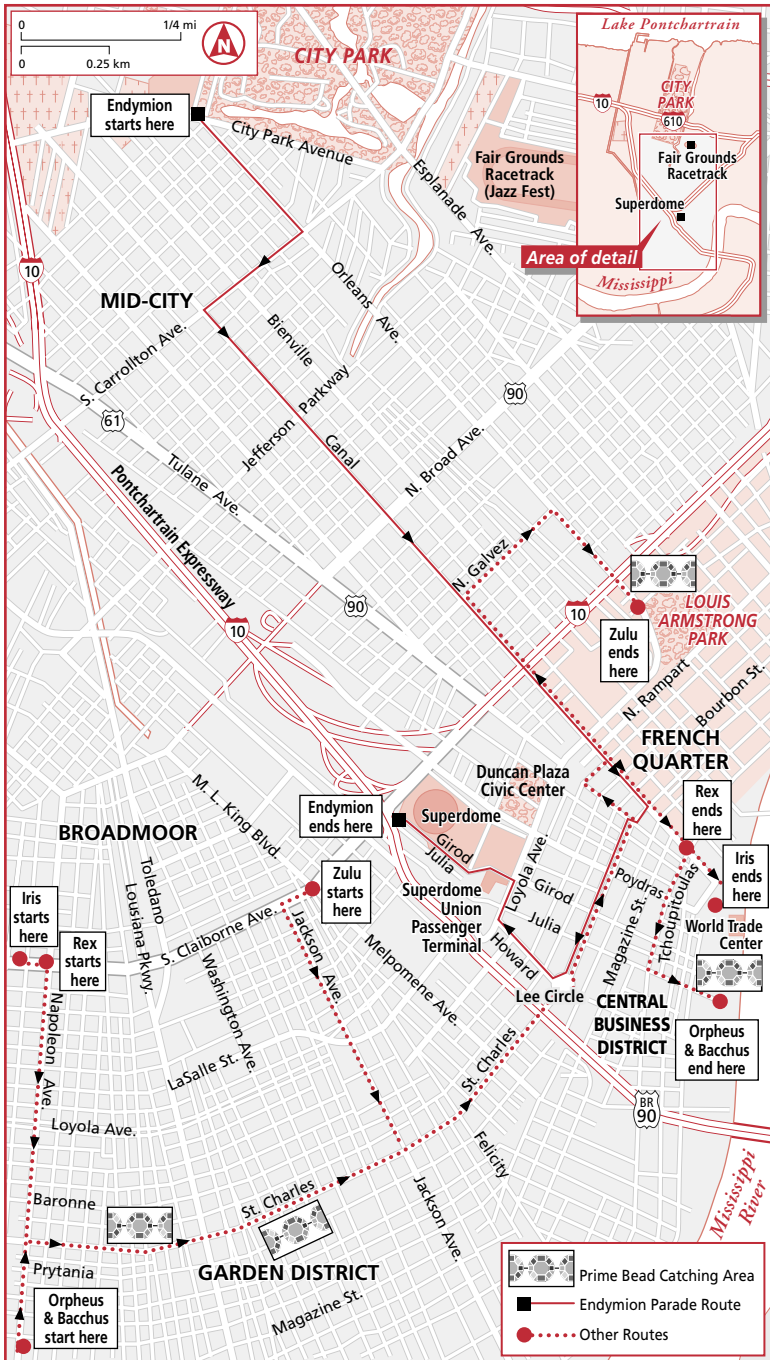 0
1/4 mi
0
0.25 km
N
CITY PARK
Lake Pontchartrain
10
CITY
PARK
610
Fair Grounds
Racetrack
Superdome
Area of detail
Mississippi
Endymion
starts here
City Park Avenue
Esplanade Ave.
Fair Grounds
Racetrack
(Jazz Fest)
10
MID-CITY
Orleans Ave.
Bienville
S. Carrollton Ave.
61
Jefferson Parkway
90
Canal
N. Broad Ave.
Tulane Ave.
Pontchartrain Expressway
N. Galvez
90
10
10
LOUIS
ARMSTRONG
PARK
Zulu
ends
here
N. Rampart
Bourbon St.
FRENCH
QUARTER
M. L. King Blvd.
Duncan Plaza
Civic Center
Endymion
ends here
Superdome
Rex
ends
here
BROADMOOR
Girod
Julia
Loyola Ave.
Poydras
Iris
ends
here
Toledano
Lousiana Pkwy.
Zulu
starts
here
Girod
Julia
Tchoupitoulas
Iris
starts
here
Superdome
Union
Passenger
Terminal
Magazine St.
World Trade
Center
Rex
starts
here
S. Claiborne Ave.
Jackson Ave.
Howard
Washington Ave.
Melpomene Ave.
Lee Circle
CENTRAL
BUSINESS
DISTRICT
Napoleon Ave.
Orpheus
& Bacchus
end here
LaSalle St.
St. Charles
BR
90
Loyola Ave.
Felicity
Baronne
St. Charles
Jackson Ave.
Mississippi
River
Prytania
GARDEN DISTRICT
Orpheus
& Bacchus
start here
Magazine St.
Prime Bead Catching Area
Endymion Parade Route
Other Routes